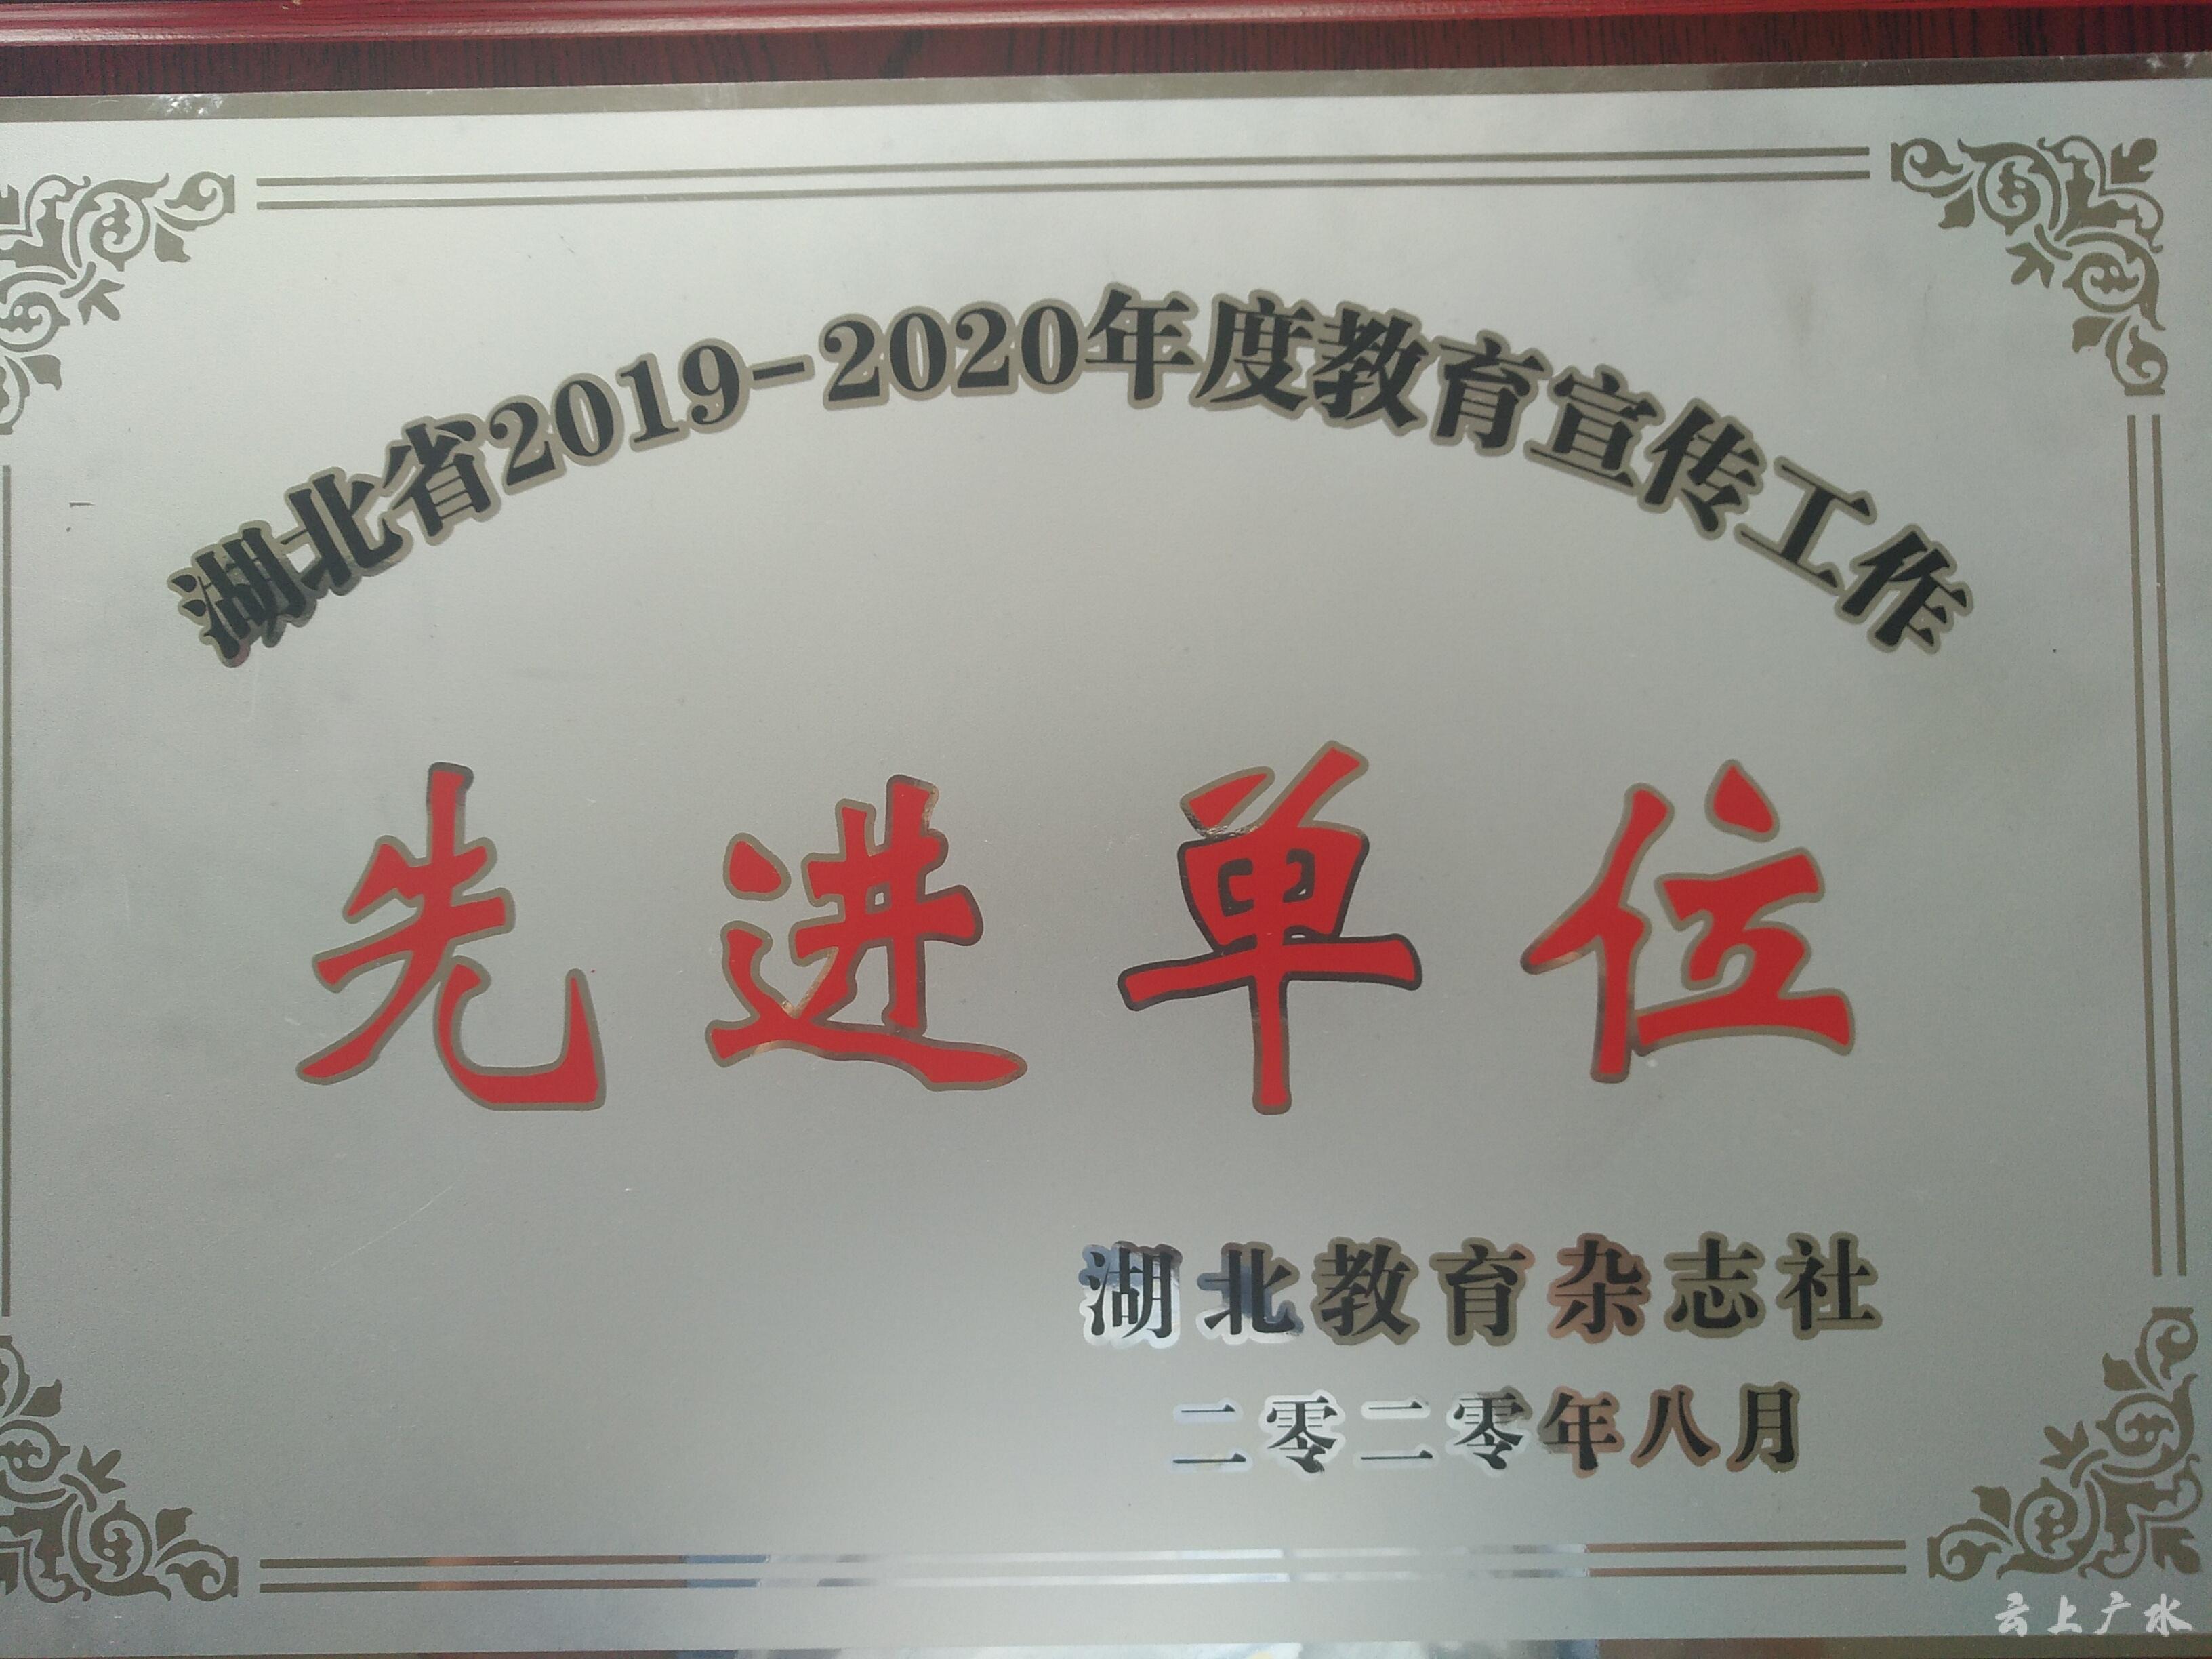 湖北省2019-2020年度教育宣传工作
先进单位
湖北教育杂志社
二零二零年八月
云上广水